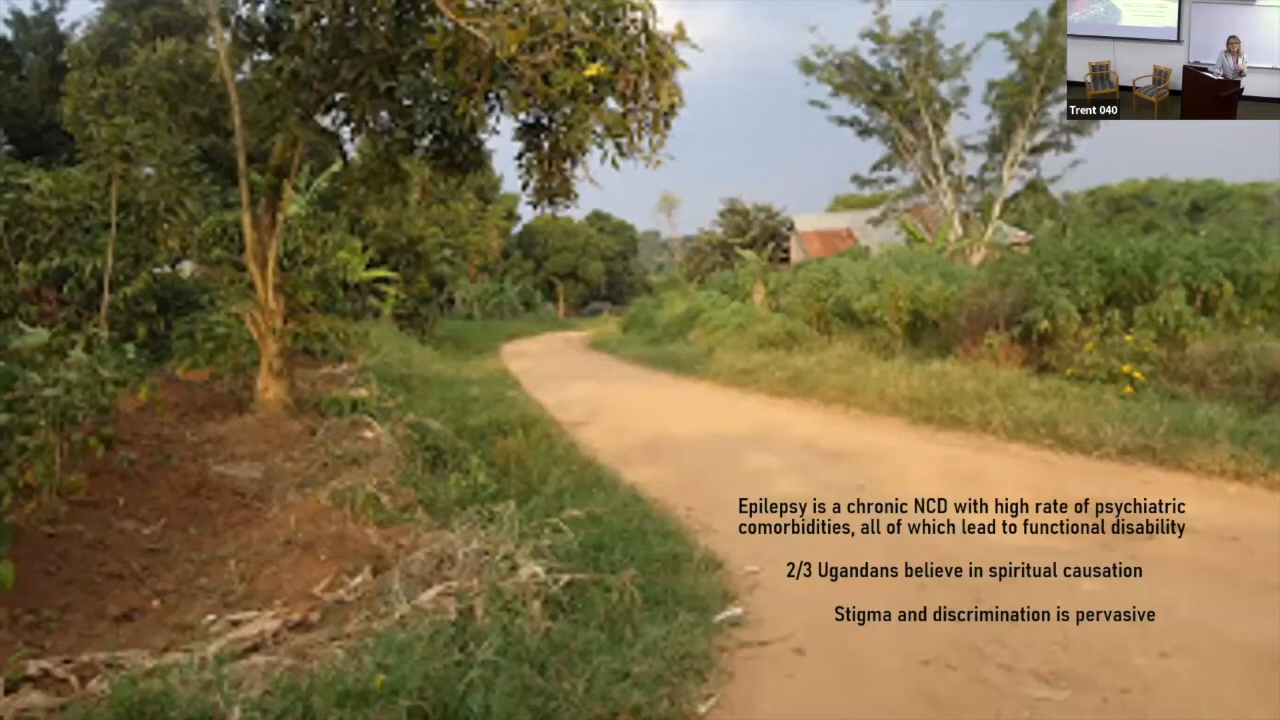 Trent 040
Epilepsy is a chronic NCD with high rate of psychiatric
comorbidities, all of which lead to functional disability
2/3 Ugandans believe in spiritual causation
Stigma and discrimination is pervasive